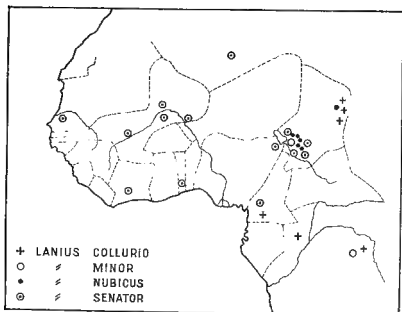 + LANIUS COLLURIO
○ 〃 MINOR
• 〃 NUBICUS
⊙ 〃 SENATOR